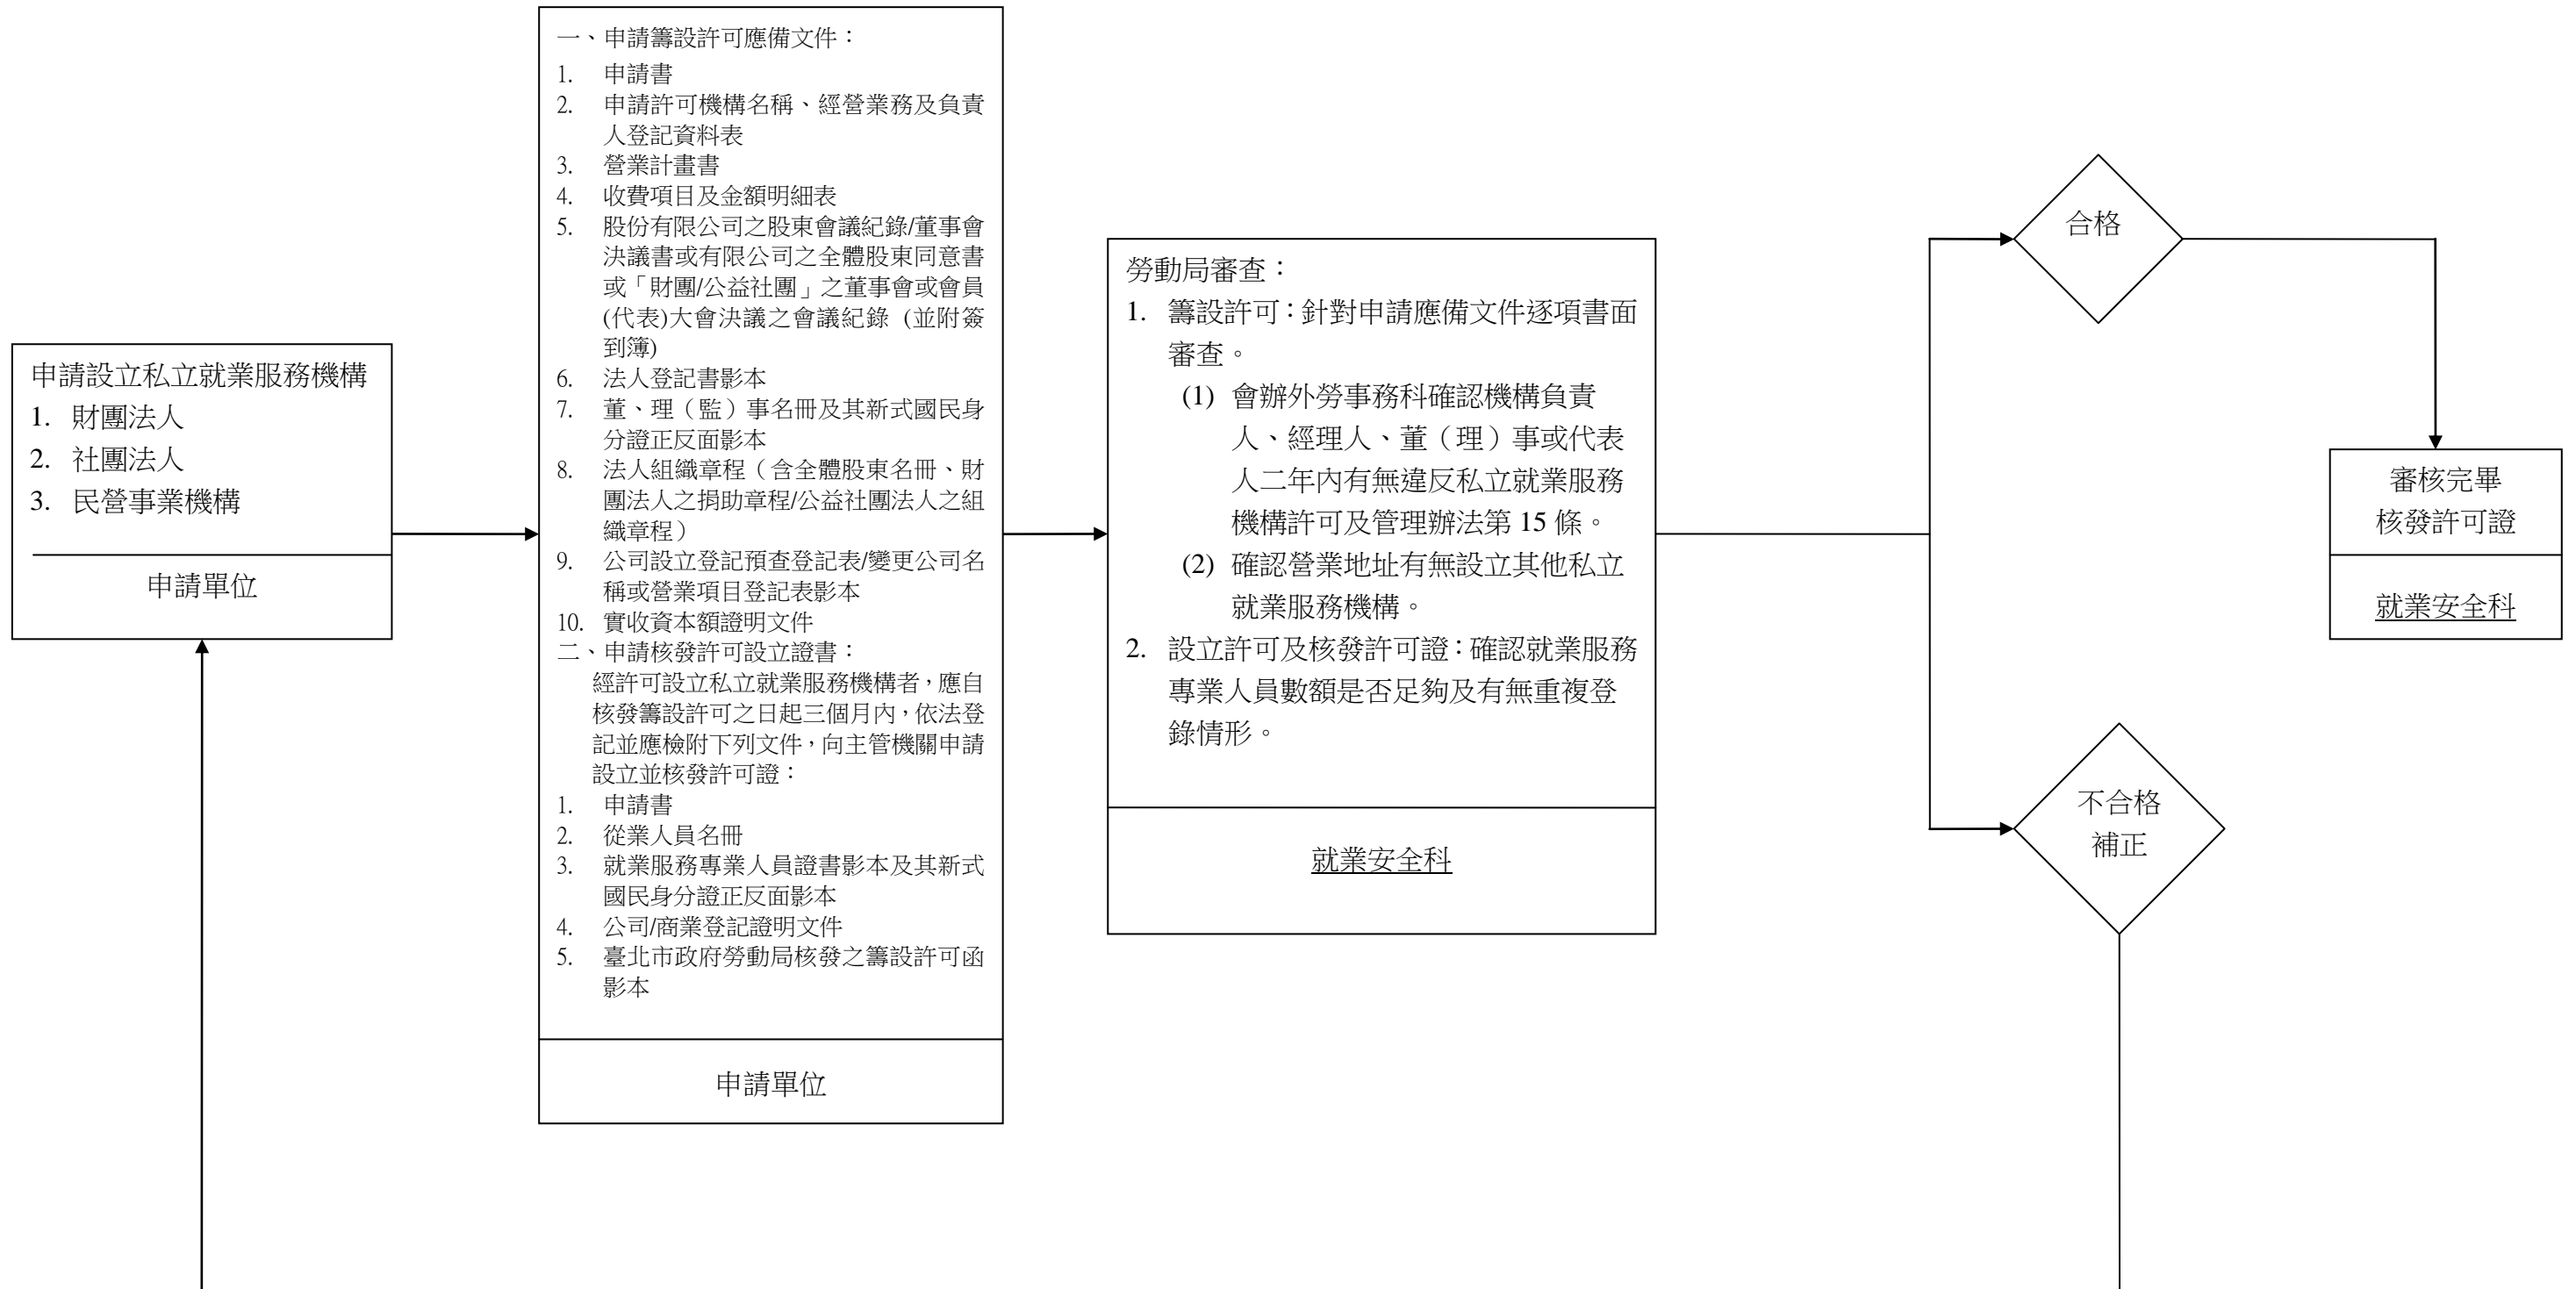 申請設立私立就業服務機構
1. 財團法人
2. 社團法人
3. 民營事業機構
申請單位
一、申請籌設許可應備文件：
1. 申請書
2. 申請許可機構名稱、經營業務及負責
人登記資料表
3. 營業計畫書
4. 收費項目及金額明細表
5. 股份有限公司之股東會議紀錄/董事會
決議書或有限公司之全體股東同意書
或「財團/公益社團」之董事會或會員
(代表)大會決議之會議紀錄 (並附簽
到簿)
6. 法人登記書影本
7. 董、理（監）事名冊及其新式國民身
分證正反面影本
8. 法人組織章程（含全體股東名冊、財
團法人之捐助章程/公益社團法人之組
織章程）
9. 公司設立登記預查登記表/變更公司名
稱或營業項目登記表影本
10. 實收資本額證明文件
二、申請核發許可設立證書：
經許可設立私立就業服務機構者，應自
核發籌設許可之日起三個月內，依法登
記並應檢附下列文件，向主管機關申請
設立並核發許可證：
1. 申請書
2. 從業人員名冊
3. 就業服務專業人員證書影本及其新式
國民身分證正反面影本
4. 公司/商業登記證明文件
5. 臺北市政府勞動局核發之籌設許可函
影本
申請單位
勞動局審查：
1. 籌設許可：針對申請應備文件逐項書面
審查。
(1) 會辦外勞事務科確認機構負責
人、經理人、董（理）事或代表
人二年內有無違反私立就業服務
機構許可及管理辦法第 15 條。
(2) 確認營業地址有無設立其他私立
就業服務機構。
2. 設立許可及核發許可證：確認就業服務
專業人員數額是否足夠及有無重複登
錄情形。
就業安全科
合格
不合格
補正
審核完畢
核發許可證
就業安全科